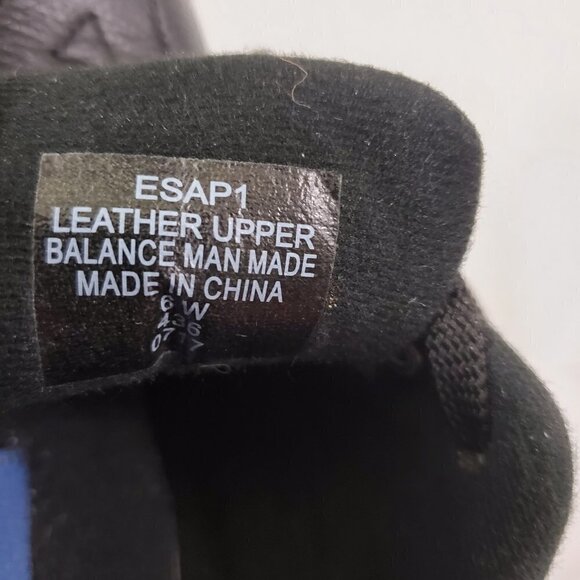 ESAP1
LEATHER UPPER
BALANCE MAN MADE
MADE IN CHINA
6 W